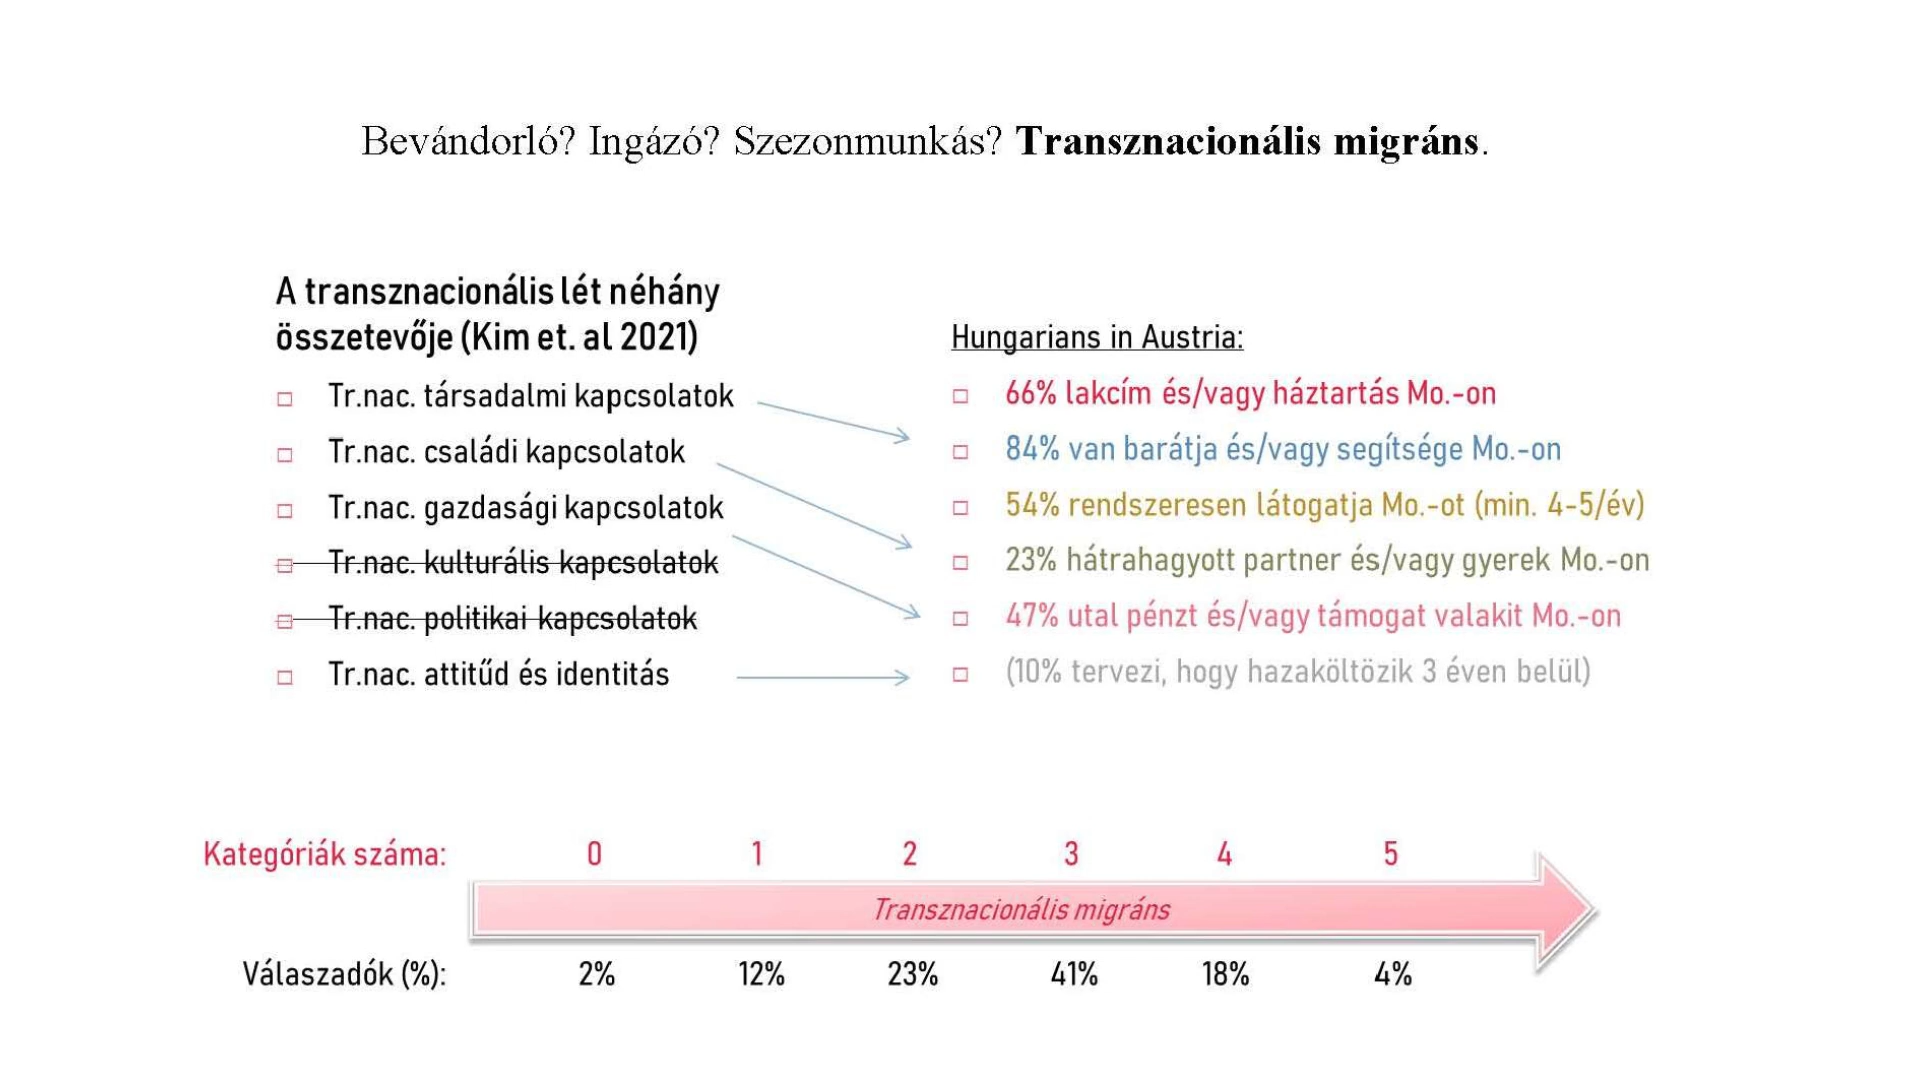 Bevándorló? Ingázó? Szezonmunkás? Transznacionális migráns.
A transznacionális lét néhány
összetevője (Kim et. al 2021)
Tr.nac. társadalmi kapcsolatok
Tr.nac. családi kapcsolatok
Tr.nac. gazdasági kapcsolatok
Tr.nac. kulturális kapcsolatok
Tr.nac. politikai kapcsolatok
Tr.nac. attitűd és identitás
Hungarians in Austria:
66% lakcím és/vagy háztartás Mo.-on
84% van barátja és/vagy segítsége Mo.-on
54% rendszeresen látogatja Mo.-ot (min. 4-5/év)
23% hátrahagyott partner és/vagy gyerek Mo.-on
47% utal pénzt és/vagy támogat valakit Mo.-on
(10% tervezi, hogy hazaköltözik 3 éven belül)
Kategóriák száma: 0 1 2 3 4 5
Transznacionális migráns
Válaszadók (%): 2% 12% 23% 41% 18% 4%